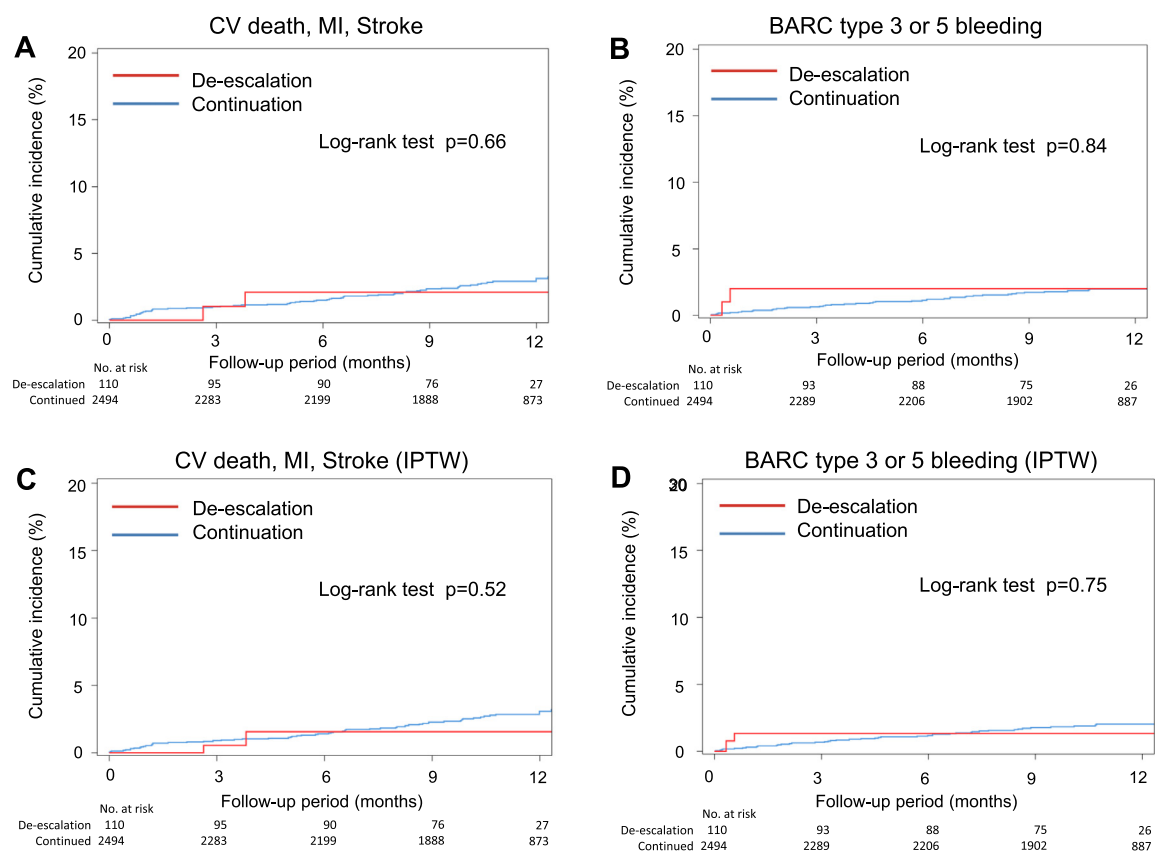 A
CV death, MI, Stroke
20
15
10
5
0
Cumulative incidence (%)
De-escalation
Continuation
Log-rank test p=0.66
0 3 6 9 12
Follow-up period (months)
No. at risk
De-escalation 110 95 90 76 27
Continued 2494 2283 2199 1888 873
B
BARC type 3 or 5 bleeding
20
15
10
5
0
Cumulative incidence (%)
De-escalation
Continuation
Log-rank test p=0.84
0 3 6 9 12
Follow-up period (months)
No. at risk
De-escalation 110 93 88 75 26
Continued 2494 2289 2206 1902 887
C
CV death, MI, Stroke (IPTW)
20
15
10
5
0
Cumulative incidence (%)
De-escalation
Continuation
Log-rank test p=0.52
0 3 6 9 12
Follow-up period (months)
No. at risk
De-escalation 110 95 90 76 27
Continued 2494 2283 2199 1888 873
D
BARC type 3 or 5 bleeding (IPTW)
15
10
5
0
Cumulative incidence (%)
De-escalation
Continuation
Log-rank test p=0.75
0 3 6 9 12
Follow-up period (months)
No. at risk
De-escalation 110 93 88 75 26
Continued 2494 2289 2206 1902 887